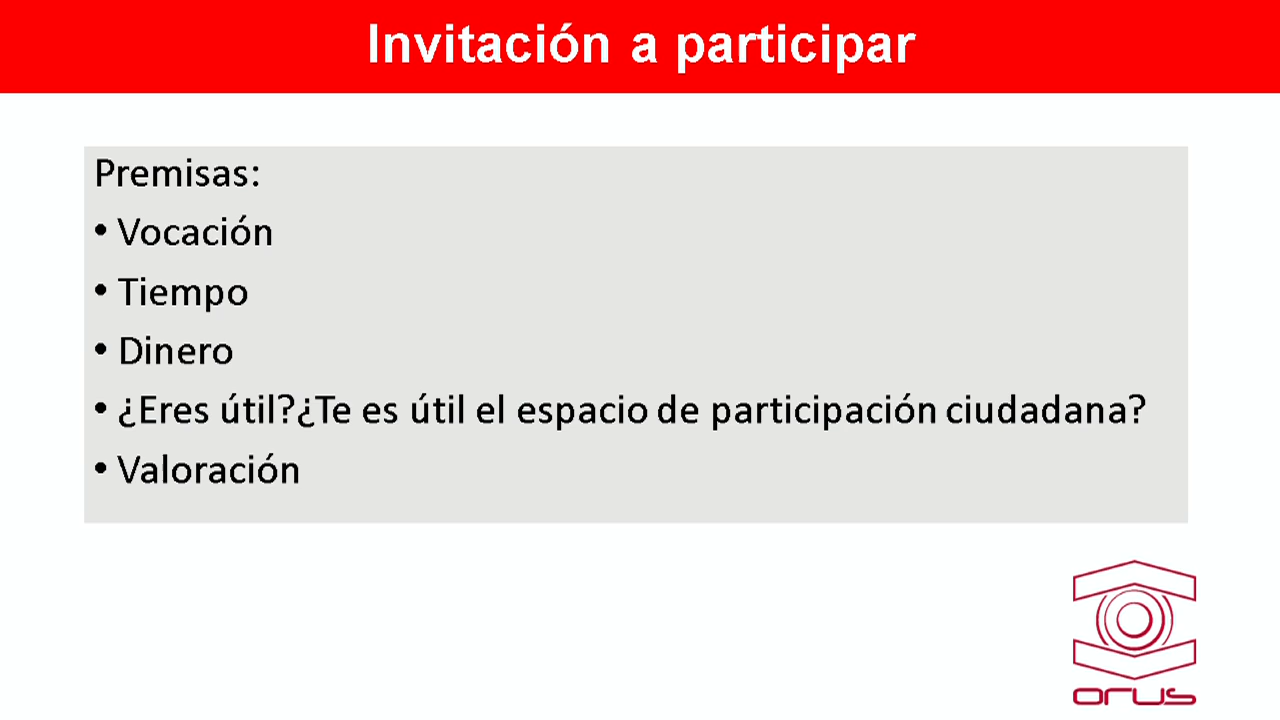 Invitación a participar
Premisas:
• Vocación
• Tiempo
• Dinero
• ¿Eres útil?¿Te es útil el espacio de participación ciudadana?
• Valoración
orus